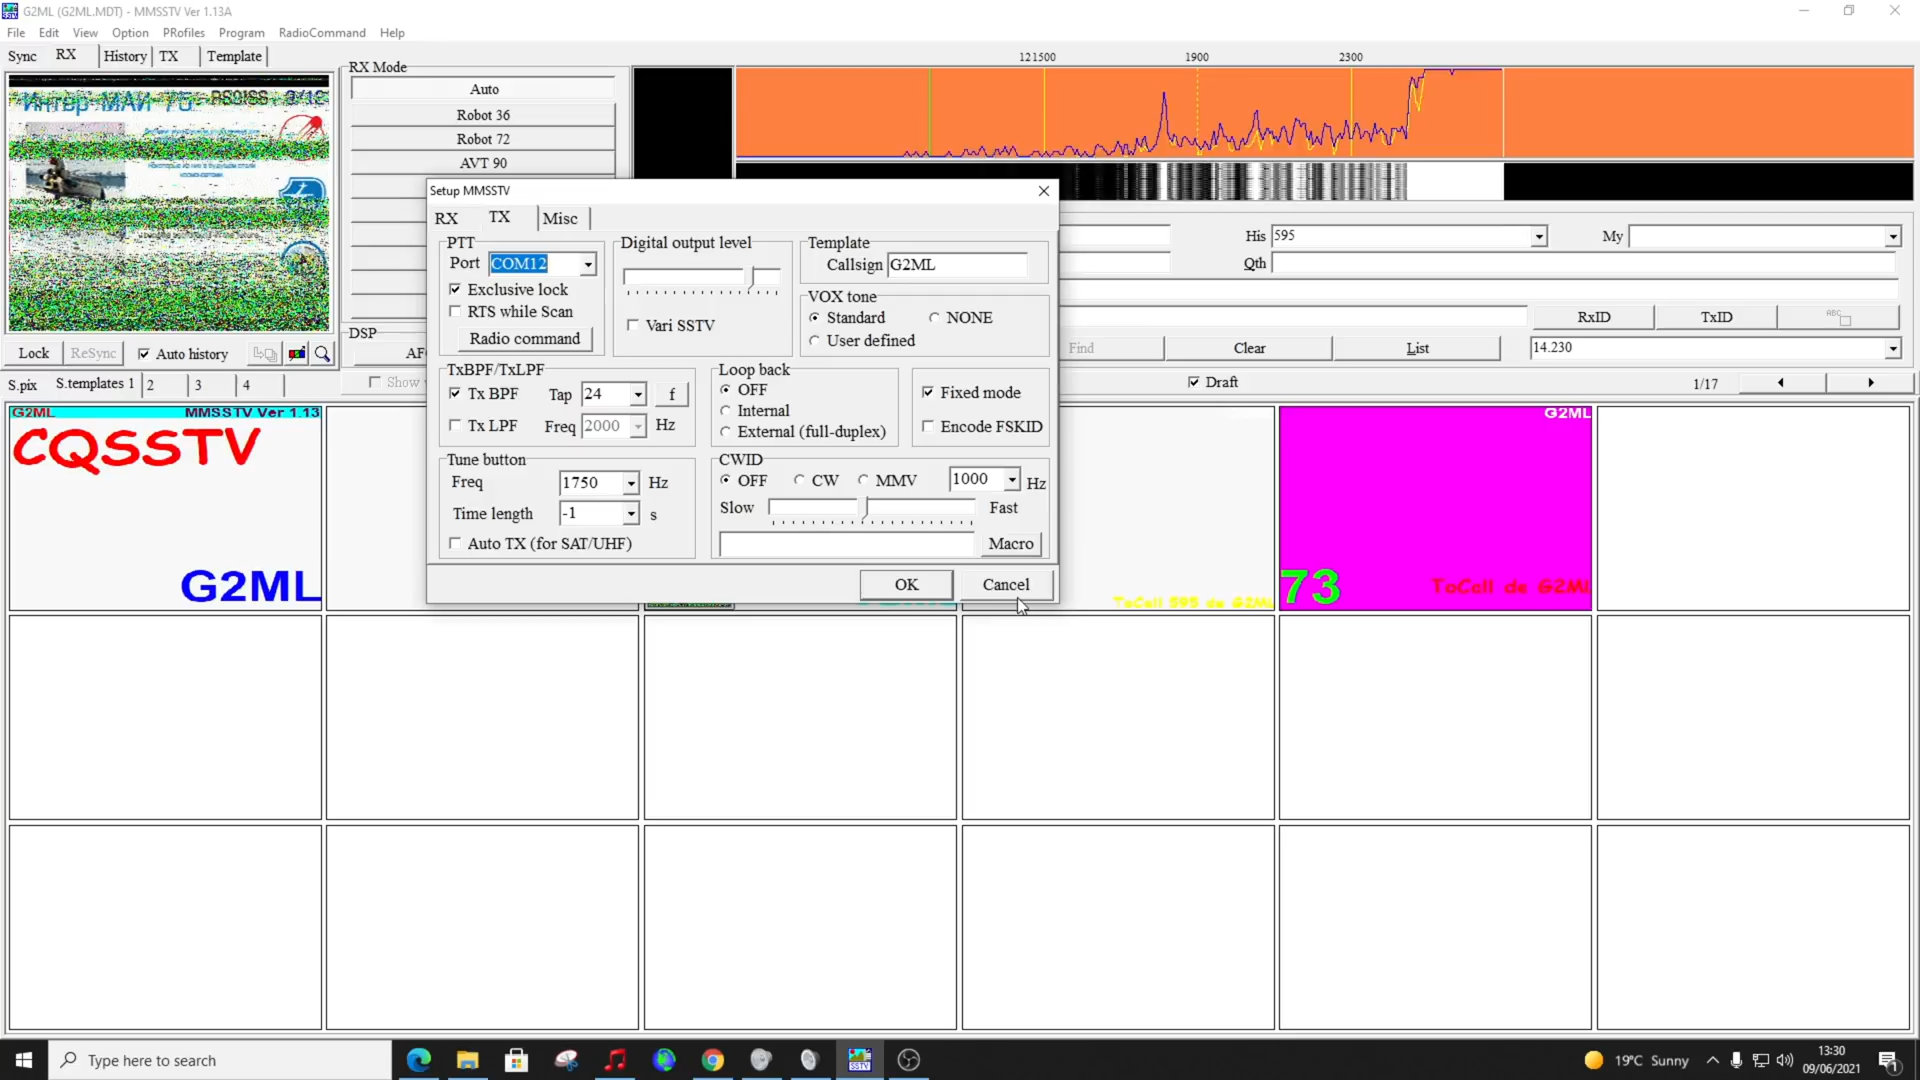 G2ML (G2ML.MDT) - MMSSTV Ver 1.13A
File Edit View Option PRofiles Program RadioCommand Help
Sync RX History TX Template
RX Mode
Auto
Robot 36
Robot 72
AVT 90
121500 1900 2300
Интер-МАИ 75
Setup MMSSTV
RX TX Misc
PTT
Port COM12
Exclusive lock
RTS while Scan
Radio command
Digital output level
Vari SSTV
Template
Callsign G2ML
VOX tone
Standard NONE
User defined
TxBPF/TxLPF
Tx BPF Tap 24 f
Tx LPF Freq 2000 Hz
Loop back
OFF
Internal
External (full-duplex)
Fixed mode
Encode FSKID
Tune button
Freq 1750 Hz
Time length -1 s
Auto TX (for SAT/UHF)
CWID
OFF CW MMV 1000 Hz
Slow Fast
Macro
OK Cancel
His 595 My
Qth
RxID TxID ABC
Find Clear List 14.230
DSP
AF
Lock ReSync Auto history
S.pix S.templates 1 2 3 4
Show
Draft 1/17
G2ML MMSSTV Ver 1.13
CQSSTV
G2ML
ToCall 595 de G2ML
G2ML
73 ToCall de G2ML
Type here to search
SSTV
19°C Sunny
13:30
09/06/2021
1